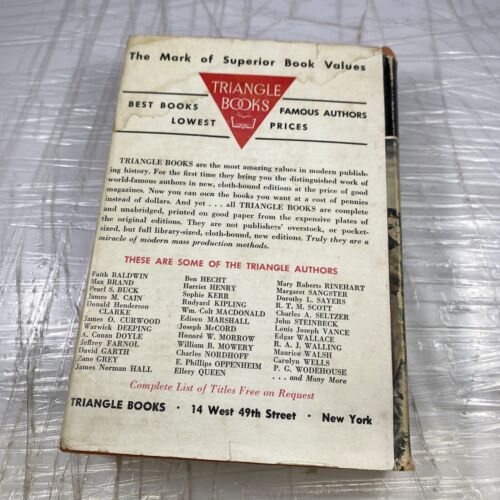 The Mark of Superior Book Values
TRIANGLE
BOOKS
BEST BOOKS FAMOUS AUTHORS
LOWEST PRICES
TRIANGLE BOOKS are the most amazing values in modern publish-
ing history. For the first time they bring you the distinguished work of
world-famous authors in new, cloth-bound editions at the price of good
magazines. Now you can own the books you want at a cost of pennies
instead of dollars. And yet . . . all TRIANGLE BOOKS are complete
and unabridged, printed on good paper from the expensive plates of
the original editions. They are not publishers' overstock, or pocket-
sized, but full library-sized, cloth-bound, new editions. Truly they are a
miracle of modern mass production methods.
THESE ARE SOME OF THE TRIANGLE AUTHORS
Faith BALDWIN
Max BRAND
Pearl S. BUCK
James M. CAIN
Donald Henderson
CLARKE
James O. CURWOOD
Warwick DEEPING
A. Conan DOYLE
Jeffrey FARNOL
David GARTH
Zane GREY
James Norman HALL
Ben HECHT
Harriet HENRY
Sophie KERR
Rudyard KIPLING
Wm. Colt MACDONALD
Edison MARSHALL
Joseph McCORD
Honoré W. MORROW
William B. MOWERY
Charles NORDHOFF
E. Phillips OPPENHEIM
Ellery QUEEN
Mary Roberts RINEHART
Margaret SANGSTER
Dorothy L. SAYERS
R. T. M. SCOTT
Charles A. SELTZER
John STEINBECK
Louis Joseph VANCE
Edgar WALLACE
R. A. J. WALLING
Maurice WALSH
Carolyn WELLS
P. G. WODEHOUSE
. . . and Many More
Complete List of Titles Free on Request
TRIANGLE BOOKS · 14 West 49th Street · New York